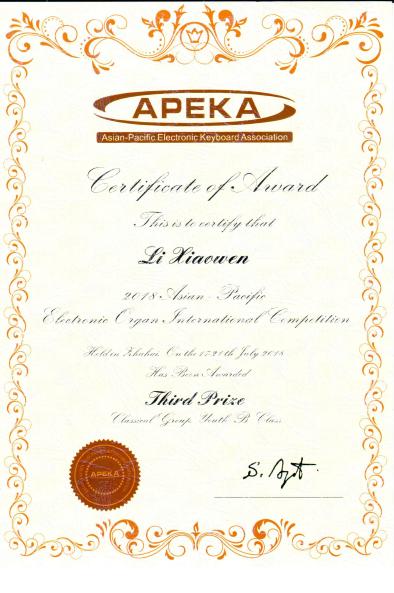 APEKA
Asian-Pacific Electronic Keyboard Association
Certificate of Award
This is to certify that
Li Xiaowen
2018 Asian - Pacific
Electronic Organ International Competition
Held in Zhuhai. On the 17-21th July 2018
Has Been Awarded
Third Prize
Classical Group Youth B Class
APEKA